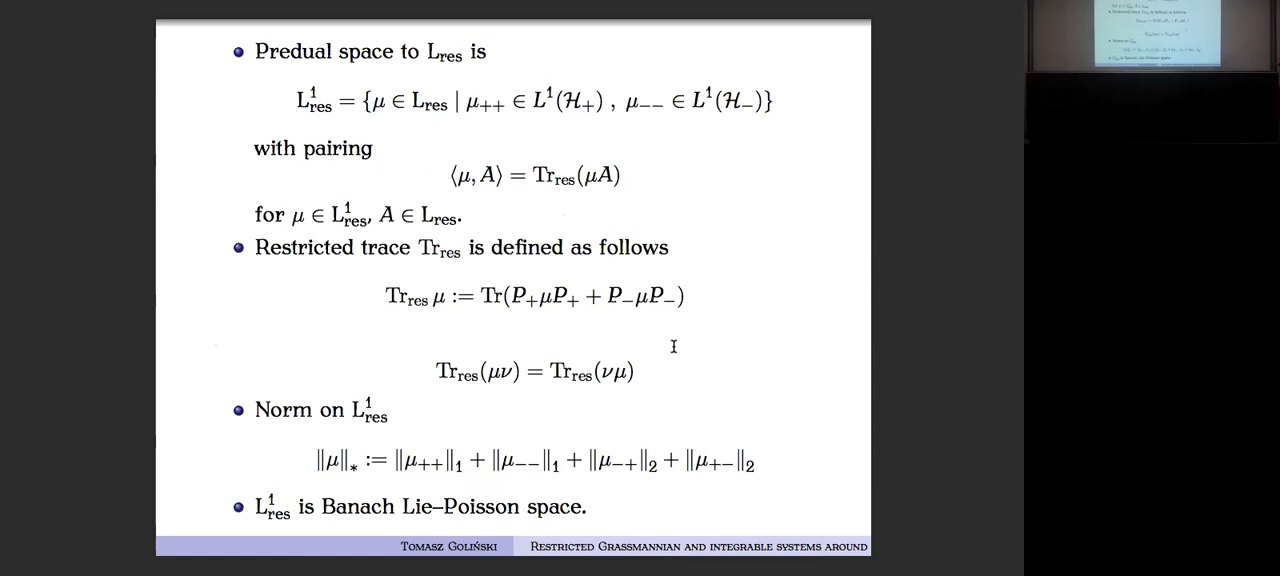 Predual space to L_res is
L¹_res = {μ ∈ L_res | μ₊₊ ∈ L¹(ℋ₊) , μ₋₋ ∈ L¹(ℋ₋)}
with pairing
⟨μ, A⟩ = Tr_res(μA)
for μ ∈ L¹_res, A ∈ L_res.
Restricted trace Tr_res is defined as follows
Tr_res μ := Tr(P₊μP₊ + P₋μP₋)
Tr_res(μν) = Tr_res(νμ)
Norm on L¹_res
‖μ‖_* := ‖μ₊₊‖₁ + ‖μ₋₋‖₁ + ‖μ₋₊‖₂ + ‖μ₊₋‖₂
L¹_res is Banach Lie–Poisson space.
Tomasz Goliński Restricted Grassmannian and integrable systems around